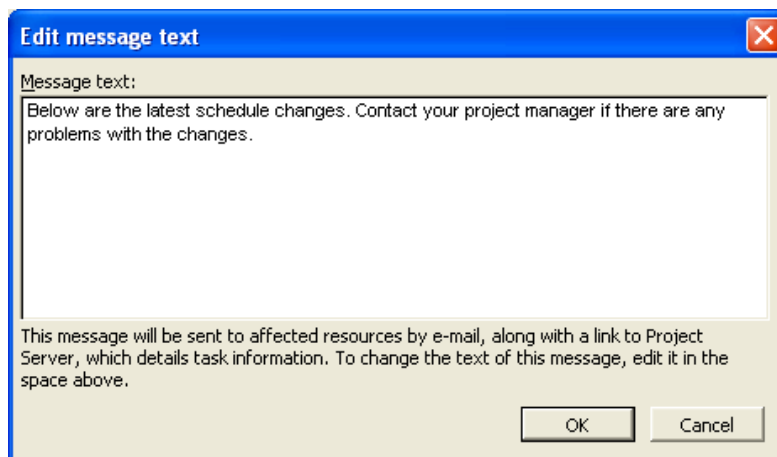 Edit message text
Message text:
Below are the latest schedule changes. Contact your project manager if there are any
problems with the changes.
This message will be sent to affected resources by e-mail, along with a link to Project
Server, which details task information. To change the text of this message, edit it in the
space above.
OK Cancel